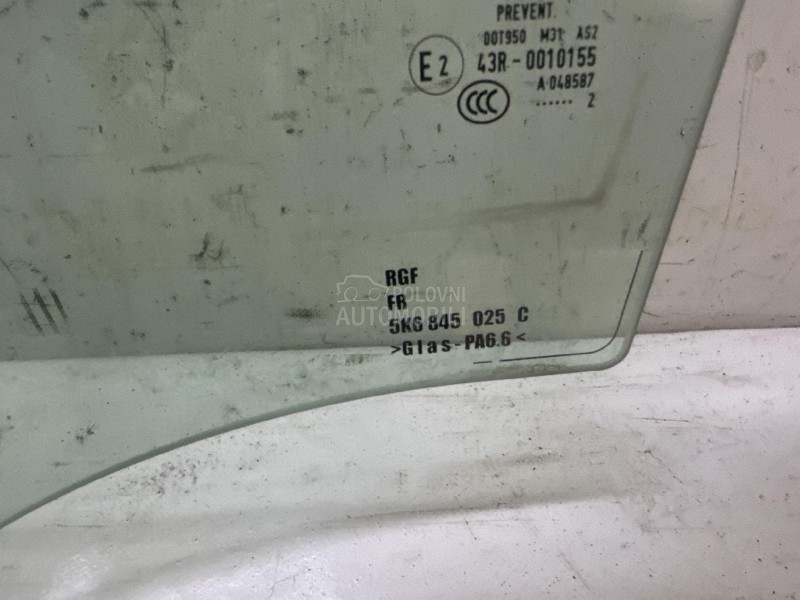 PREVENT.
DOT950 M31 AS2
E2 43R-0010155
A 048587
CCC
...... 2
RGF
FR
POLOVNI
AUTOMOBILI
5K6 845 025 C
>Glas-PA6.6<